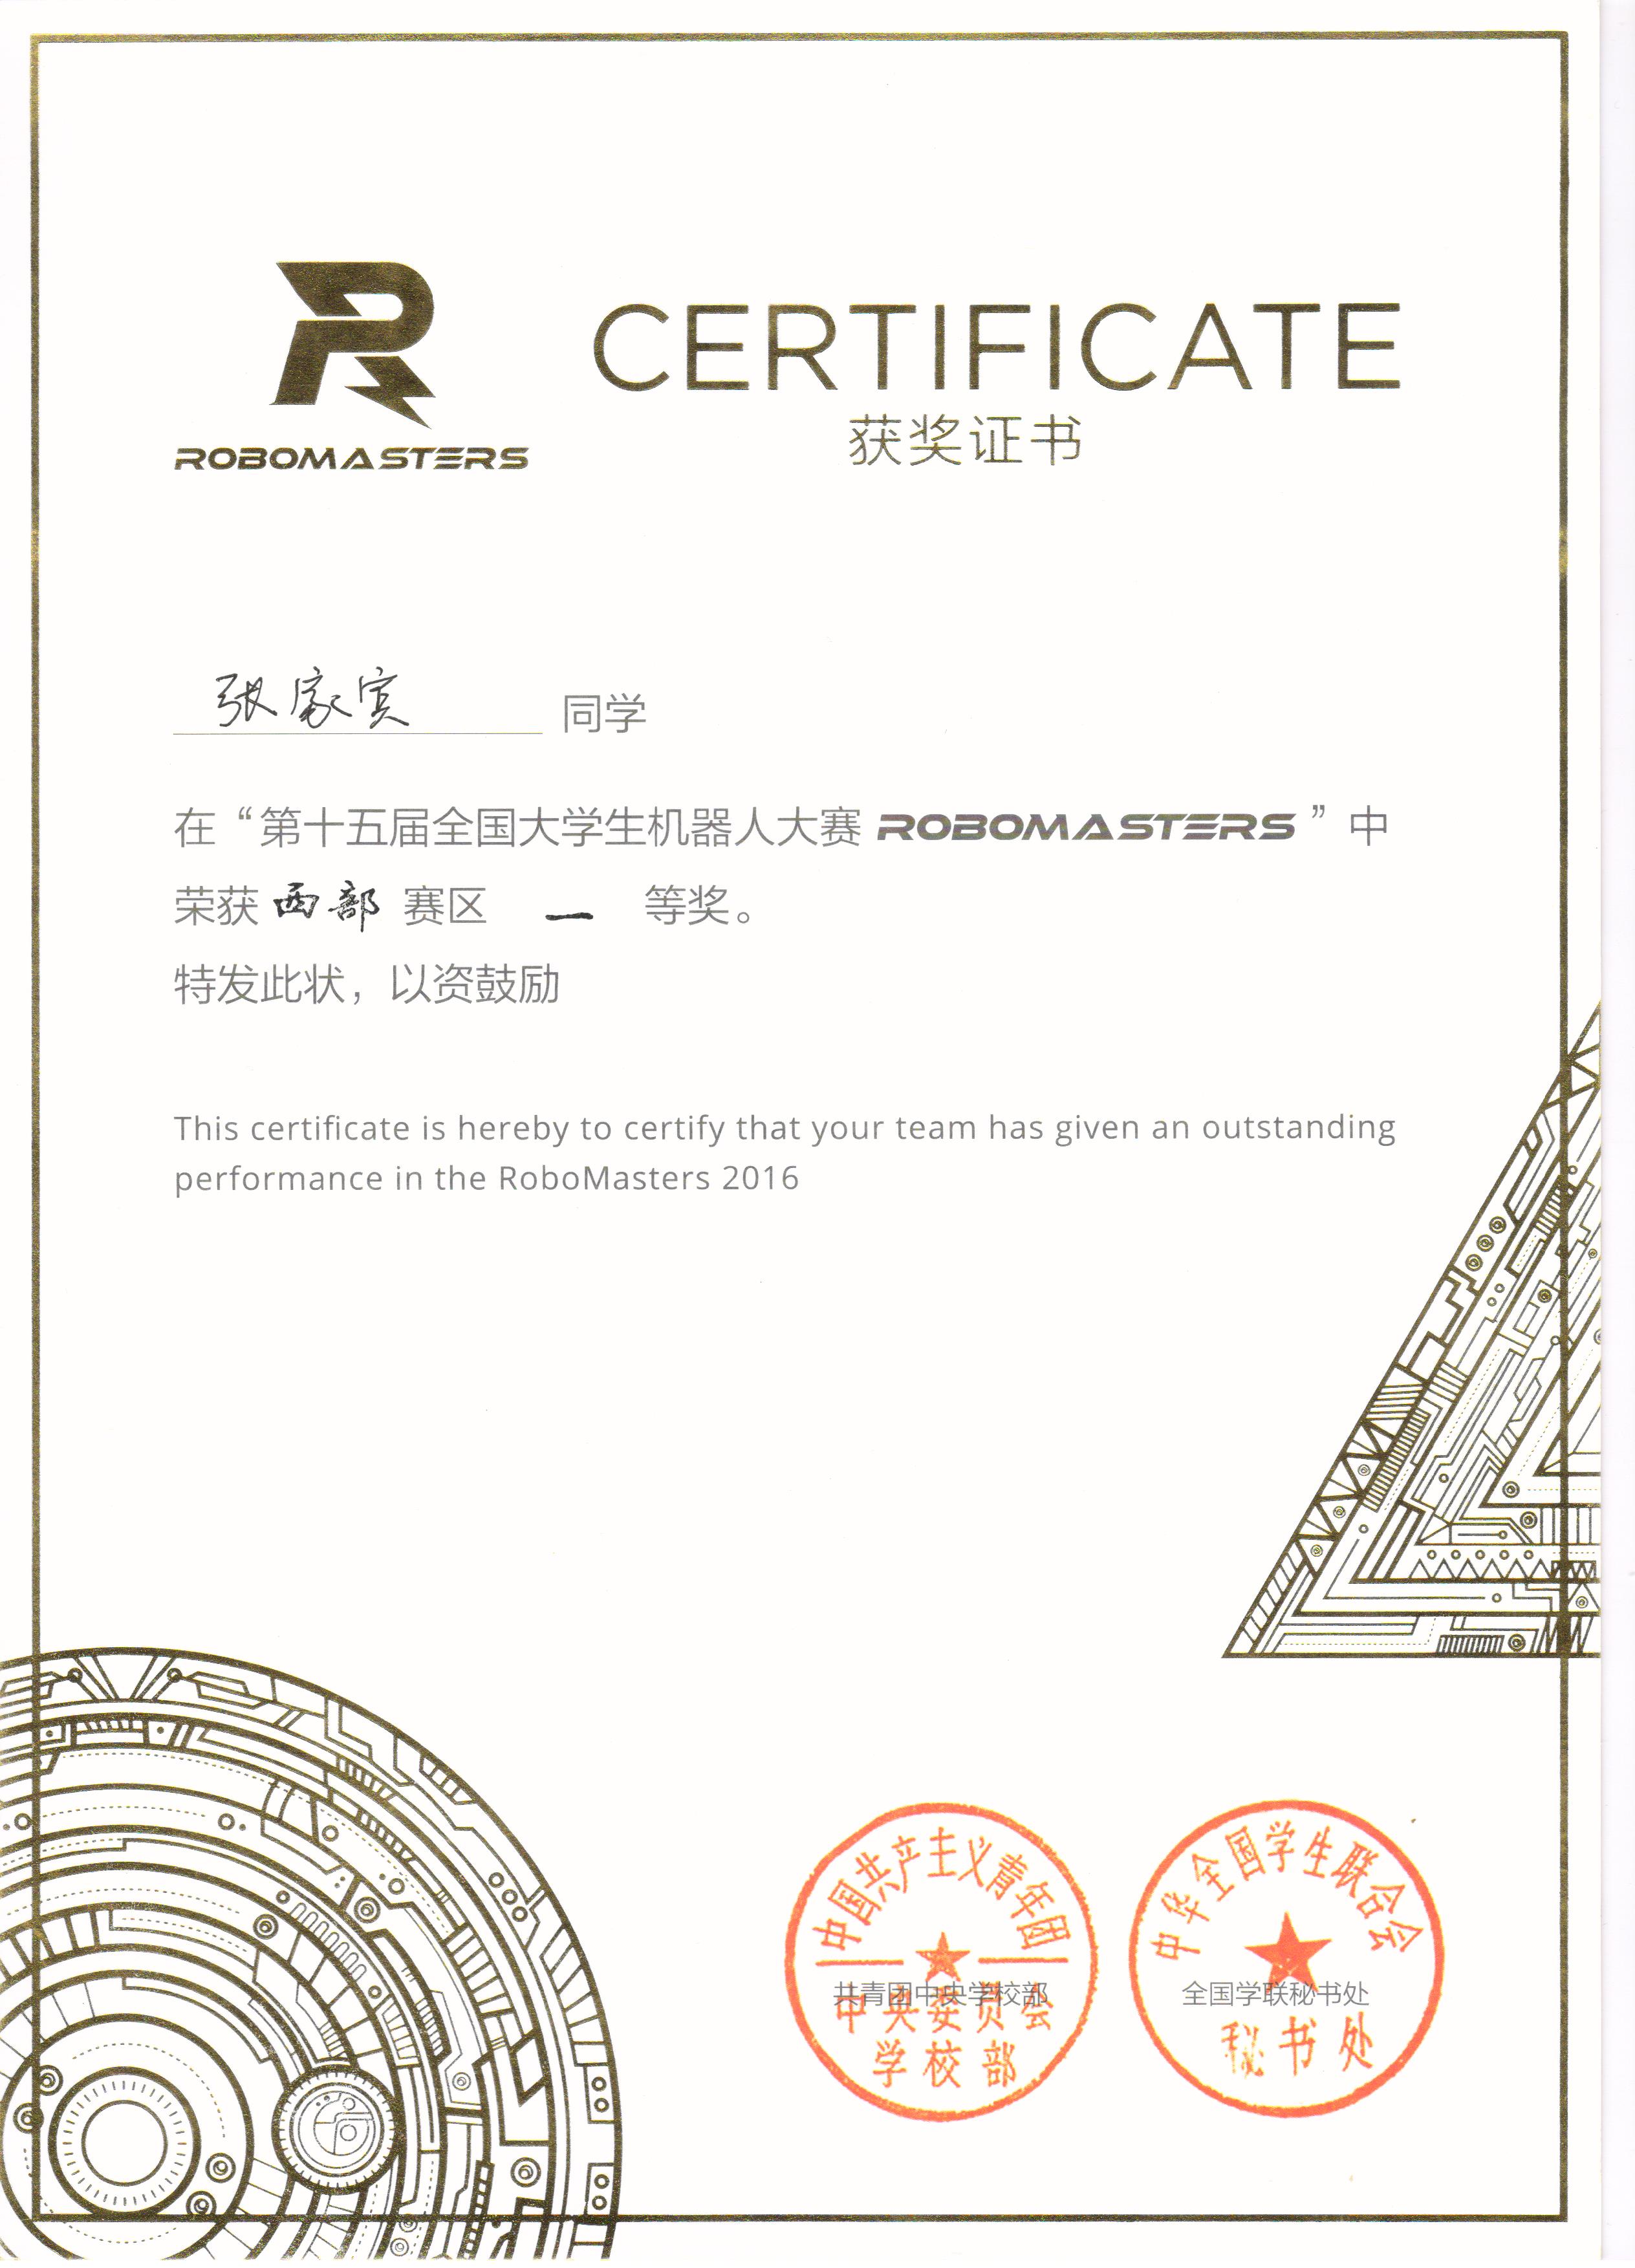 ROBOMASTERS
CERTIFICATE
获奖证书
张家宾 同学
在“第十五届全国大学生机器人大赛 ROBOMASTERS”中
荣获 西部 赛区 一 等奖。
特发此状，以资鼓励
This certificate is hereby to certify that your team has given an outstanding
performance in the RoboMasters 2016
中国共产主义青年团
共青团中央学校部
中央委员会
学校部
中华全国学生联合会
全国学联秘书处
秘书处